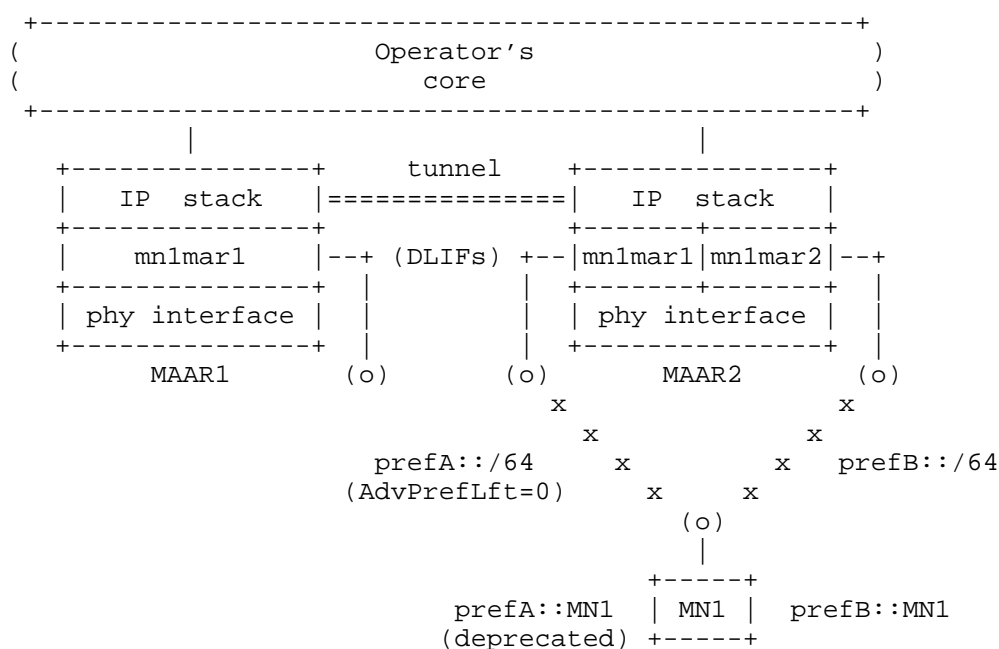 Operator's
core
tunnel
IP stack IP stack
mn1mar1 (DLIFs) mn1mar1 mn1mar2
phy interface phy interface
MAAR1 (o) (o) MAAR2 (o)
x x
x x
prefA::/64 x x prefB::/64
(AdvPrefLft=0) x x
(o)
prefA::MN1 MN1 prefB::MN1
(deprecated)